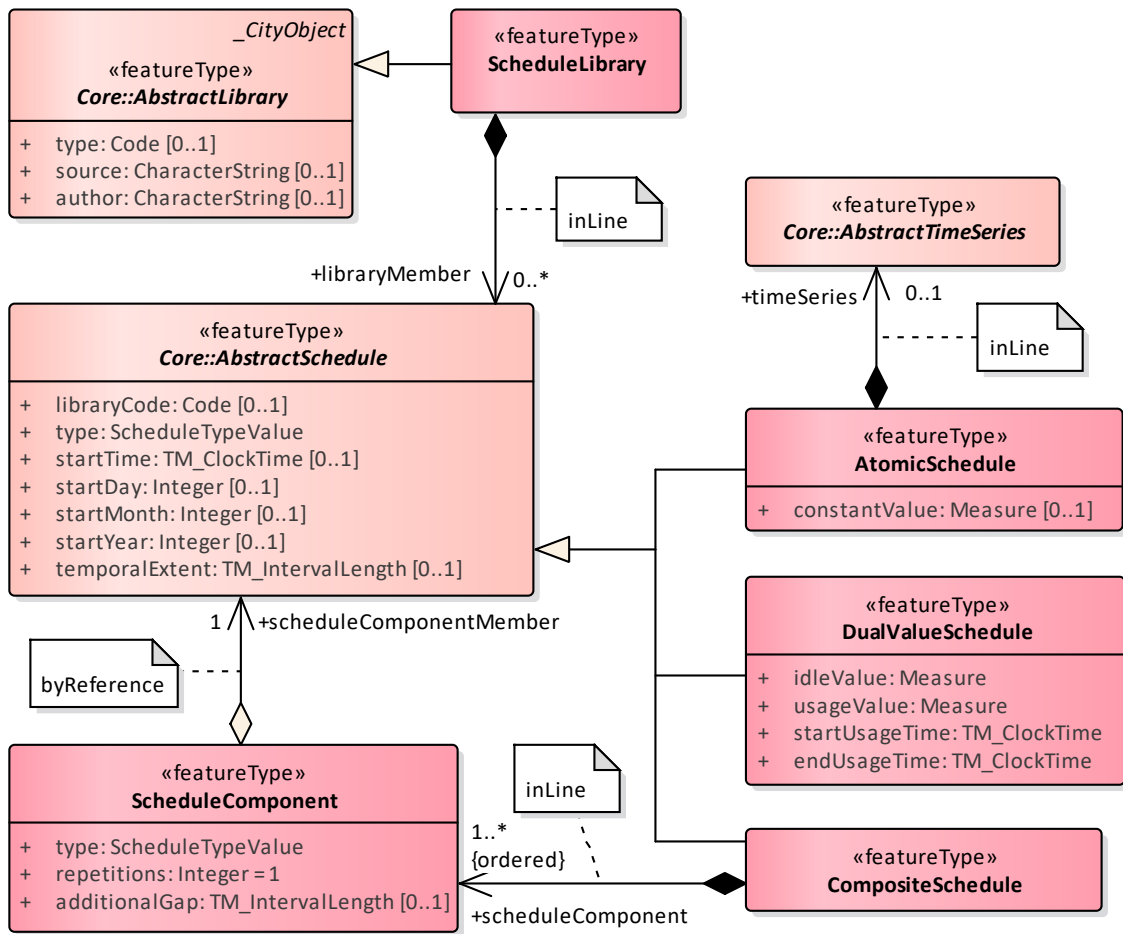 _CityObject
«featureType»
Core::AbstractLibrary
+ type: Code [0..1]
+ source: CharacterString [0..1]
+ author: CharacterString [0..1]
«featureType»
ScheduleLibrary
inLine
+libraryMember
0..*
«featureType»
Core::AbstractTimeSeries
+timeSeries
0..1
inLine
«featureType»
Core::AbstractSchedule
+ libraryCode: Code [0..1]
+ type: ScheduleTypeValue
+ startTime: TM_ClockTime [0..1]
+ startDay: Integer [0..1]
+ startMonth: Integer [0..1]
+ startYear: Integer [0..1]
+ temporalExtent: TM_IntervalLength [0..1]
«featureType»
AtomicSchedule
+ constantValue: Measure [0..1]
«featureType»
DualValueSchedule
+ idleValue: Measure
+ usageValue: Measure
+ startUsageTime: TM_ClockTime
+ endUsageTime: TM_ClockTime
1
+scheduleComponentMember
byReference
«featureType»
ScheduleComponent
+ type: ScheduleTypeValue
+ repetitions: Integer = 1
+ additionalGap: TM_IntervalLength [0..1]
inLine
1..*
{ordered}
+scheduleComponent
«featureType»
CompositeSchedule